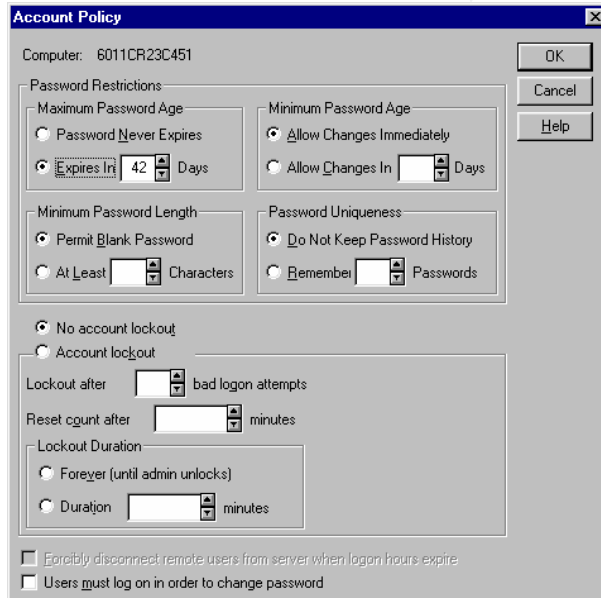 Account Policy
Computer: 6011CR23C451
OK
Cancel
Help
Password Restrictions
Maximum Password Age
Password Never Expires
Expires In 42 Days
Minimum Password Age
Allow Changes Immediately
Allow Changes In Days
Minimum Password Length
Permit Blank Password
At Least Characters
Password Uniqueness
Do Not Keep Password History
Remember Passwords
No account lockout
Account lockout
Lockout after bad logon attempts
Reset count after minutes
Lockout Duration
Forever (until admin unlocks)
Duration minutes
Forcibly disconnect remote users from server when logon hours expire
Users must log on in order to change password